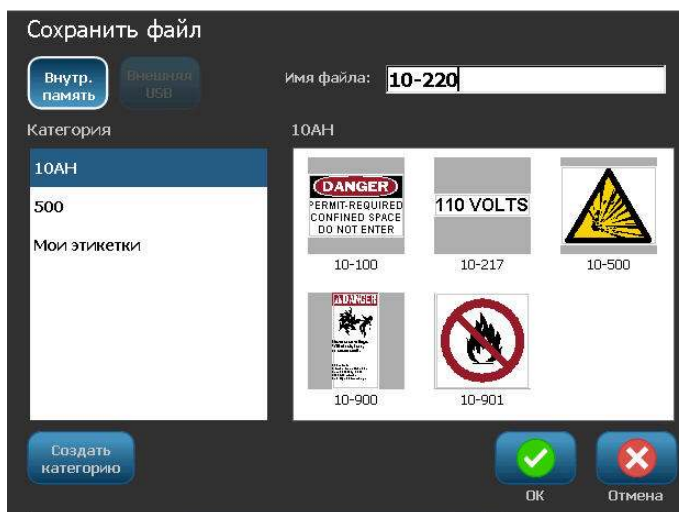 Сохранить файл
Внутр.
память
Внешняя
USB
Имя файла:
10-220
Категория
10AH
10AH
500
Мои этикетки
DANGER
PERMIT-REQUIRED
CONFINED SPACE
DO NOT ENTER
10-100
110 VOLTS
10-217
10-500
DANGER
10-900
10-901
Создать
категорию
ОК
Отмена